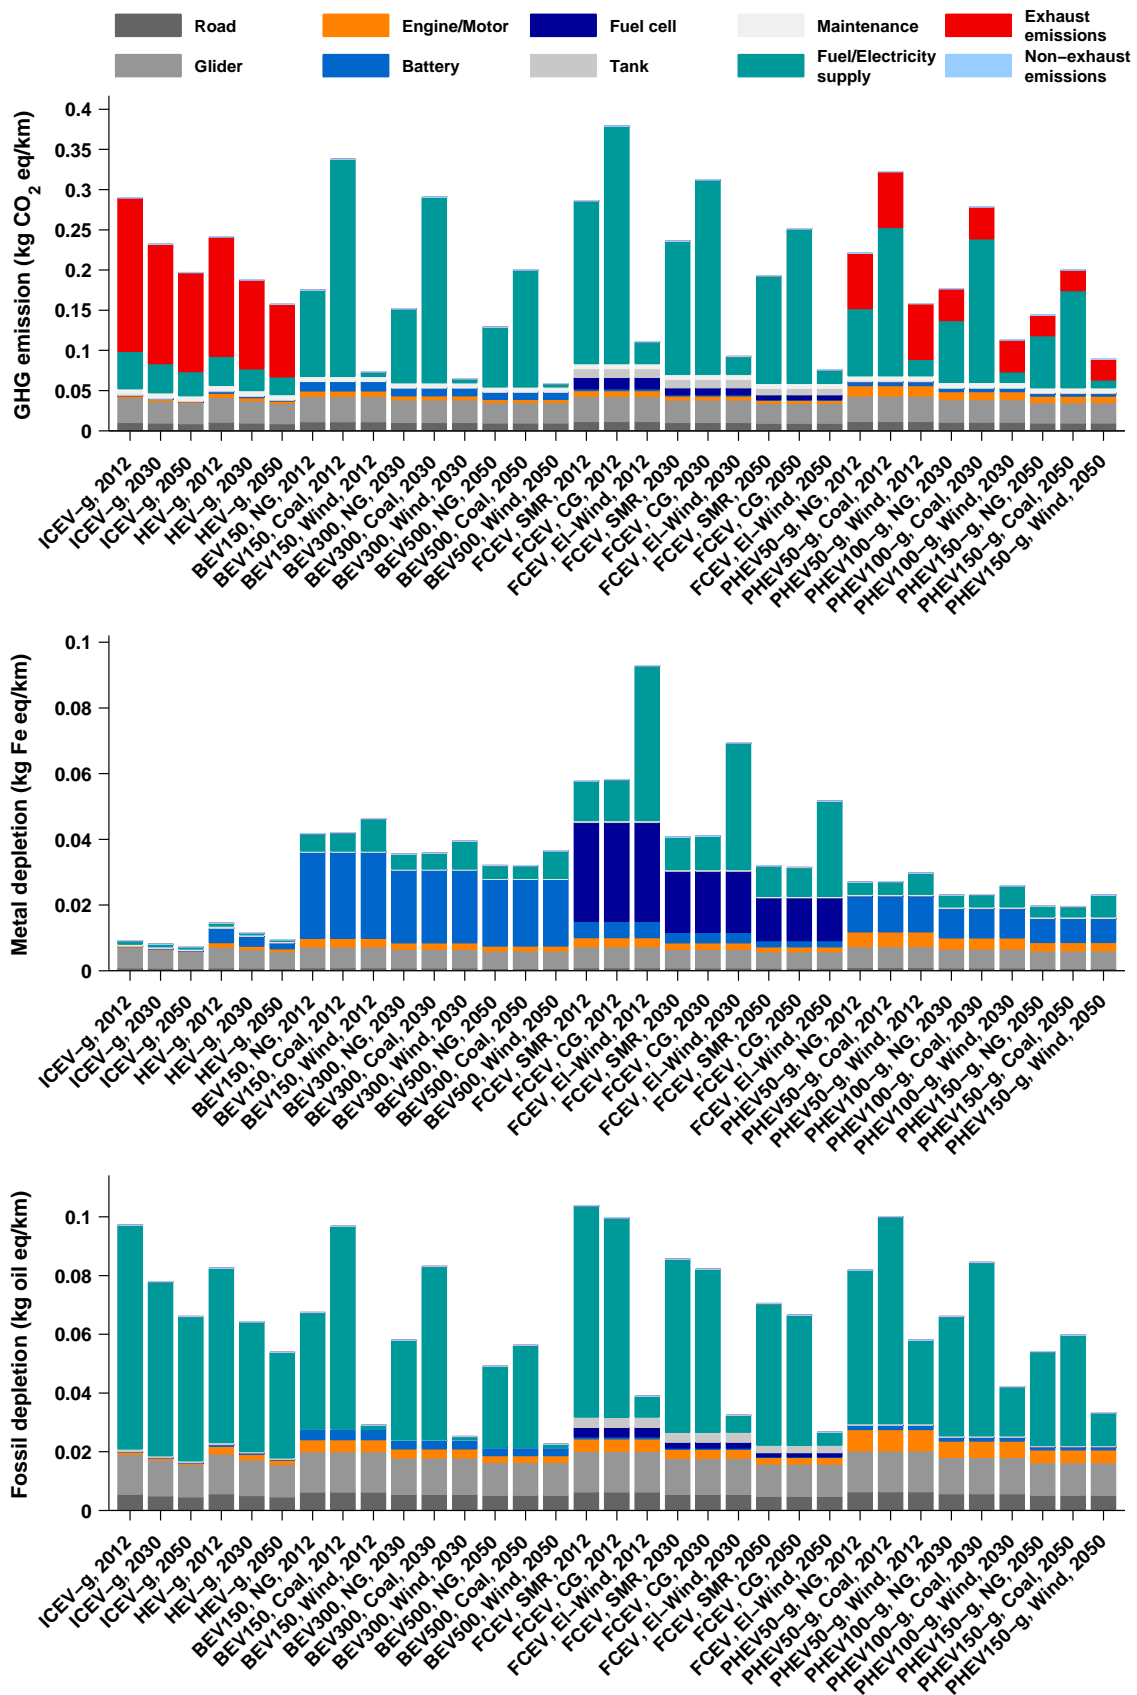 Road
Engine/Motor
Fuel cell
Maintenance
Exhaust
emissions
Glider
Battery
Tank
Fuel/Electricity
supply
Non−exhaust
emissions
GHG emission (kg CO2 eq/km)
0.4
0.35
0.3
0.25
0.2
0.15
0.1
0.05
0
ICEV−g, 2012
ICEV−g, 2030
ICEV−g, 2050
HEV−g, 2012
HEV−g, 2030
HEV−g, 2050
BEV150, NG, 2012
BEV150, Coal, 2012
BEV150, Wind, 2012
BEV300, NG, 2030
BEV300, Coal, 2030
BEV300, Wind, 2030
BEV500, NG, 2050
BEV500, Coal, 2050
BEV500, Wind, 2050
FCEV, SMR, 2012
FCEV, CG, 2012
FCEV, El−Wind, 2012
FCEV, SMR, 2030
FCEV, CG, 2030
FCEV, El−Wind, 2030
FCEV, SMR, 2050
FCEV, CG, 2050
FCEV, El−Wind, 2050
PHEV50−g, NG, 2012
PHEV50−g, Coal, 2012
PHEV50−g, Wind, 2012
PHEV100−g, NG, 2030
PHEV100−g, Coal, 2030
PHEV100−g, Wind, 2030
PHEV150−g, NG, 2050
PHEV150−g, Coal, 2050
PHEV150−g, Wind, 2050
Metal depletion (kg Fe eq/km)
0.1
0.08
0.06
0.04
0.02
0
ICEV−g, 2012
ICEV−g, 2030
ICEV−g, 2050
HEV−g, 2012
HEV−g, 2030
HEV−g, 2050
BEV150, NG, 2012
BEV150, Coal, 2012
BEV150, Wind, 2012
BEV300, NG, 2030
BEV300, Coal, 2030
BEV300, Wind, 2030
BEV500, NG, 2050
BEV500, Coal, 2050
BEV500, Wind, 2050
FCEV, SMR, 2012
FCEV, CG, 2012
FCEV, El−Wind, 2012
FCEV, SMR, 2030
FCEV, CG, 2030
FCEV, El−Wind, 2030
FCEV, SMR, 2050
FCEV, CG, 2050
FCEV, El−Wind, 2050
PHEV50−g, NG, 2012
PHEV50−g, Coal, 2012
PHEV50−g, Wind, 2012
PHEV100−g, NG, 2030
PHEV100−g, Coal, 2030
PHEV100−g, Wind, 2030
PHEV150−g, NG, 2050
PHEV150−g, Coal, 2050
PHEV150−g, Wind, 2050
Fossil depletion (kg oil eq/km)
0.1
0.08
0.06
0.04
0.02
0
ICEV−g, 2012
ICEV−g, 2030
ICEV−g, 2050
HEV−g, 2012
HEV−g, 2030
HEV−g, 2050
BEV150, NG, 2012
BEV150, Coal, 2012
BEV150, Wind, 2012
BEV300, NG, 2030
BEV300, Coal, 2030
BEV300, Wind, 2030
BEV500, NG, 2050
BEV500, Coal, 2050
BEV500, Wind, 2050
FCEV, SMR, 2012
FCEV, CG, 2012
FCEV, El−Wind, 2012
FCEV, SMR, 2030
FCEV, CG, 2030
FCEV, El−Wind, 2030
FCEV, SMR, 2050
FCEV, CG, 2050
FCEV, El−Wind, 2050
PHEV50−g, NG, 2012
PHEV50−g, Coal, 2012
PHEV50−g, Wind, 2012
PHEV100−g, NG, 2030
PHEV100−g, Coal, 2030
PHEV100−g, Wind, 2030
PHEV150−g, NG, 2050
PHEV150−g, Coal, 2050
PHEV150−g, Wind, 2050